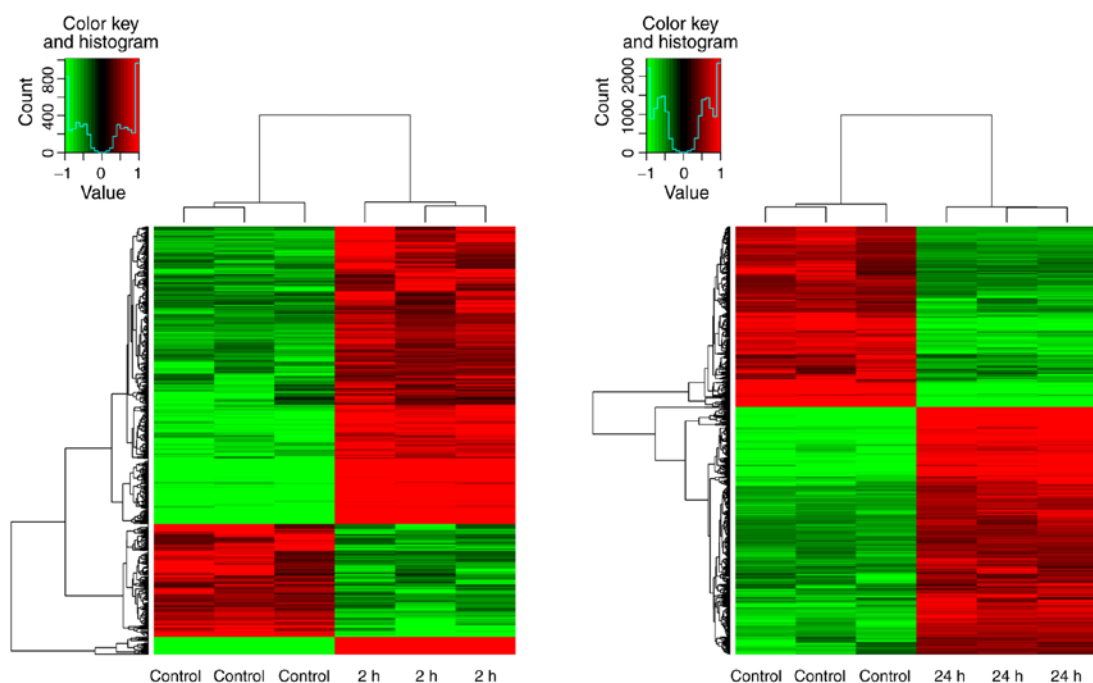 Color key
and histogram
Count
0 400 800
−1 0 1
Value
Control Control Control 2 h 2 h 2 h
Color key
and histogram
Count
0 1000 2000
−1 0 1
Value
Control Control Control 24 h 24 h 24 h